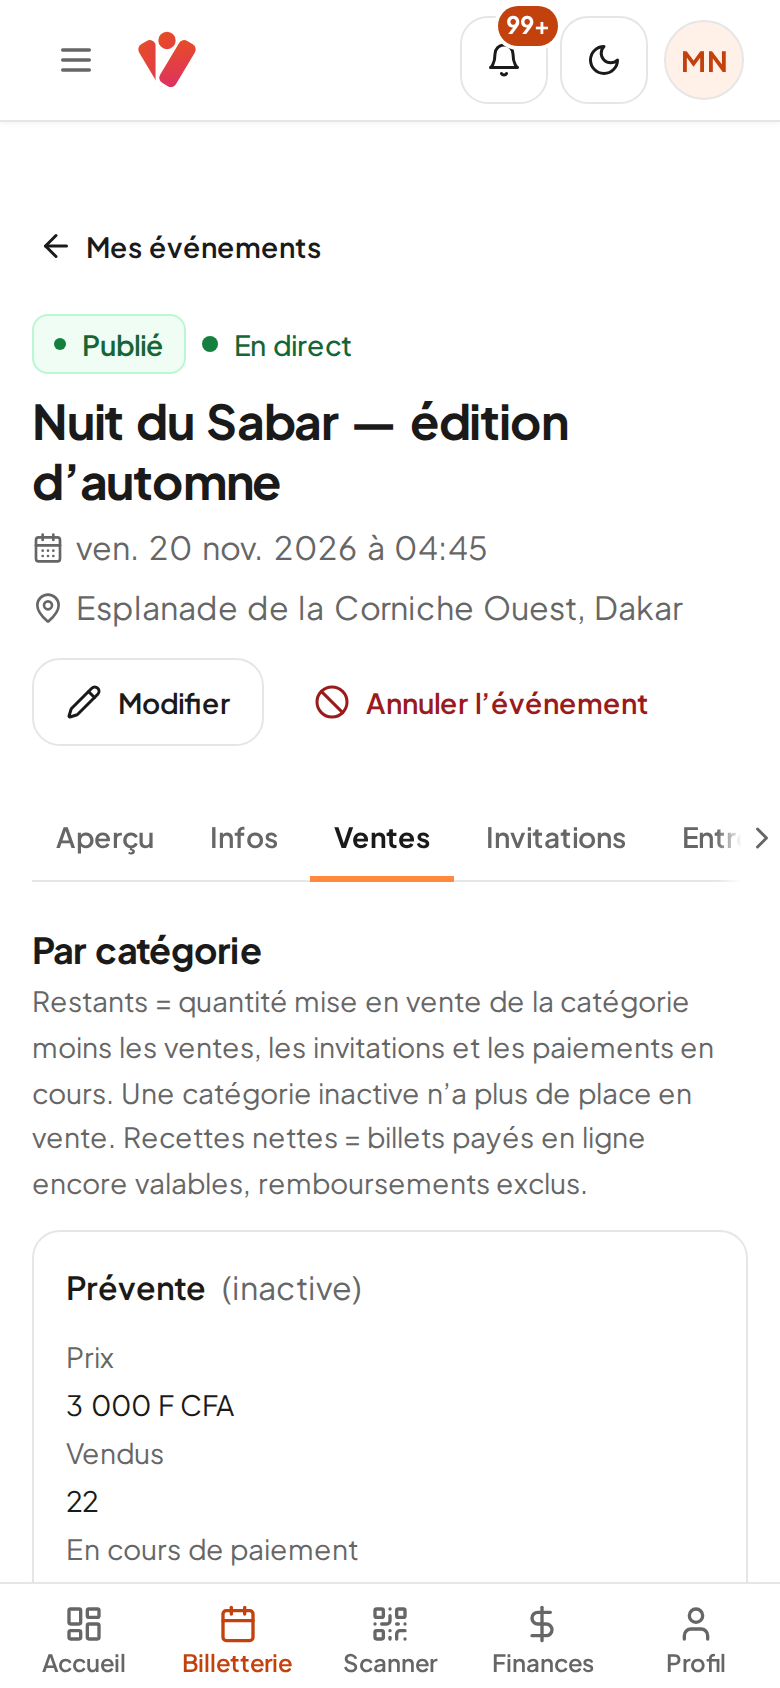 99+
MN
Mes événements
Publié
En direct
Nuit du Sabar — édition
d’automne
ven. 20 nov. 2026 à 04:45
Esplanade de la Corniche Ouest, Dakar
Modifier
Annuler l’événement
Aperçu
Infos
Ventes
Invitations
Entr
Par catégorie
Restants = quantité mise en vente de la catégorie
moins les ventes, les invitations et les paiements en
cours. Une catégorie inactive n’a plus de place en
vente. Recettes nettes = billets payés en ligne
encore valables, remboursements exclus.
Prévente (inactive)
Prix
3 000 F CFA
Vendus
22
En cours de paiement
Accueil
Billetterie
Scanner
Finances
Profil